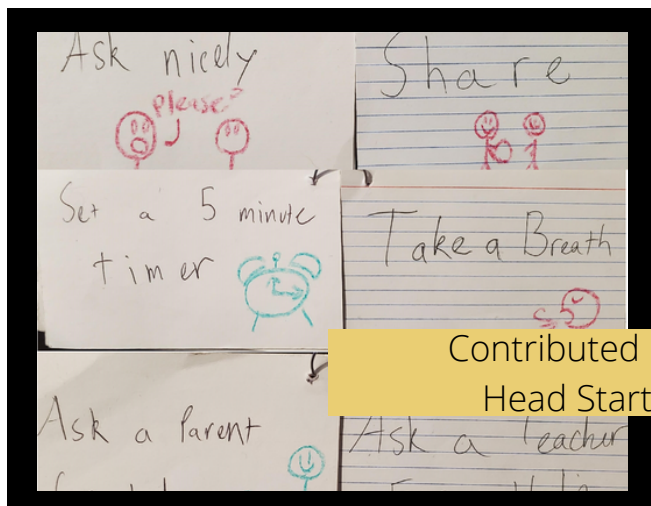 Ask nicely
please?
Share
Set a 5 minute
timer
Take a Breath
Contributed
Head Start
Ask a Parent
Ask a Teacher